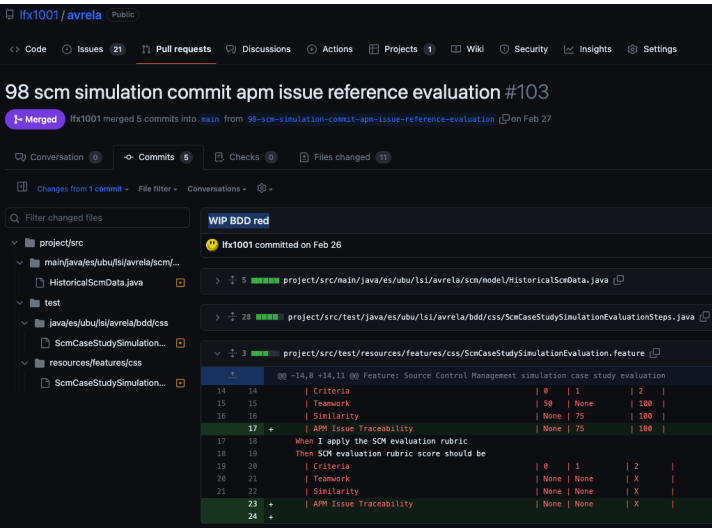 lfx1001 / avrela Public
Code Issues 21 Pull requests Discussions Actions Projects 1 Wiki Security Insights Settings
98 scm simulation commit apm issue reference evaluation #103
Merged lfx1001 merged 5 commits into main from 98-scm-simulation-commit-apm-issue-reference-evaluation on Feb 27
Conversation 0 Commits 5 Checks 0 Files changed 11
Changes from 1 commit File filter Conversations
Filter changed files
WIP BDD red
lfx1001 committed on Feb 26
project/src
main/java/es/ubu/lsi/avrela/scm/...
HistoricalScmData.java
test
java/es/ubu/lsi/avrela/bdd/css
ScmCaseStudySimulation...
resources/features/css
ScmCaseStudySimulation...
5 project/src/main/java/es/ubu/lsi/avrela/scm/model/HistoricalScmData.java
28 project/src/test/java/es/ubu/lsi/avrela/bdd/css/ScmCaseStudySimulationEvaluationSteps.java
3 project/src/test/resources/features/css/ScmCaseStudySimulationEvaluation.feature
@@ -14,8 +14,11 @@ Feature: Source Control Management simulation case study evaluation
14 14 | Criteria | 0 | 1 | 2 |
15 15 | Teamwork | 50 | None | 100 |
16 16 | Similarity | None | 75 | 100 |
17 + | APM Issue Traceability | None | 75 | 100 |
17 18 When I apply the SCM evaluation rubric
18 19 Then SCM evaluation rubric score should be
19 20 | Criteria | 0 | 1 | 2 |
20 21 | Teamwork | None | None | X |
21 22 | Similarity | None | None | X |
23 + | APM Issue Traceability | None | None | X |
24 +